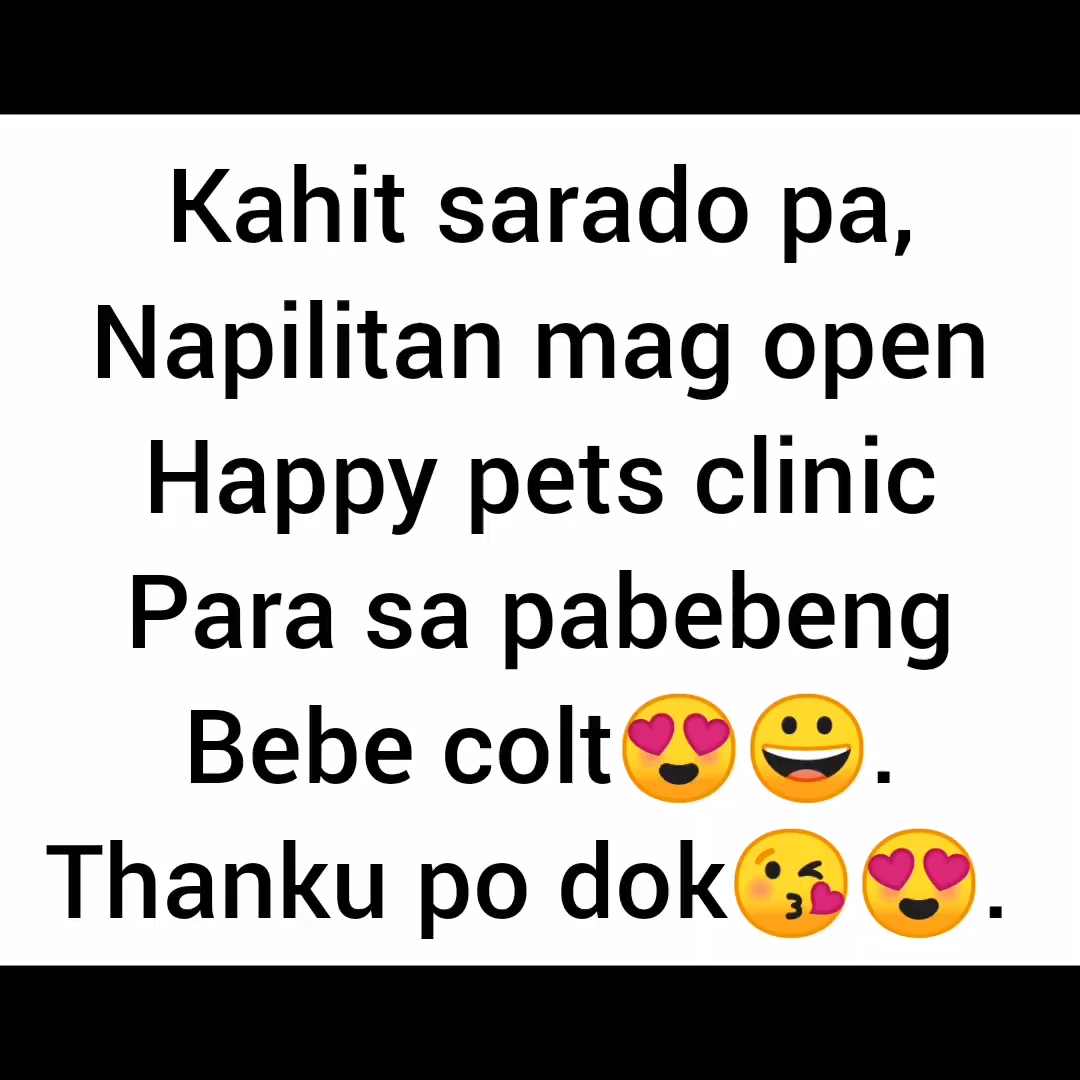 Kahit sarado pa,
Napilitan mag open
Happy pets clinic
Para sa pabebeng
Bebe colt😍😀.
Thanku po dok😘😍.